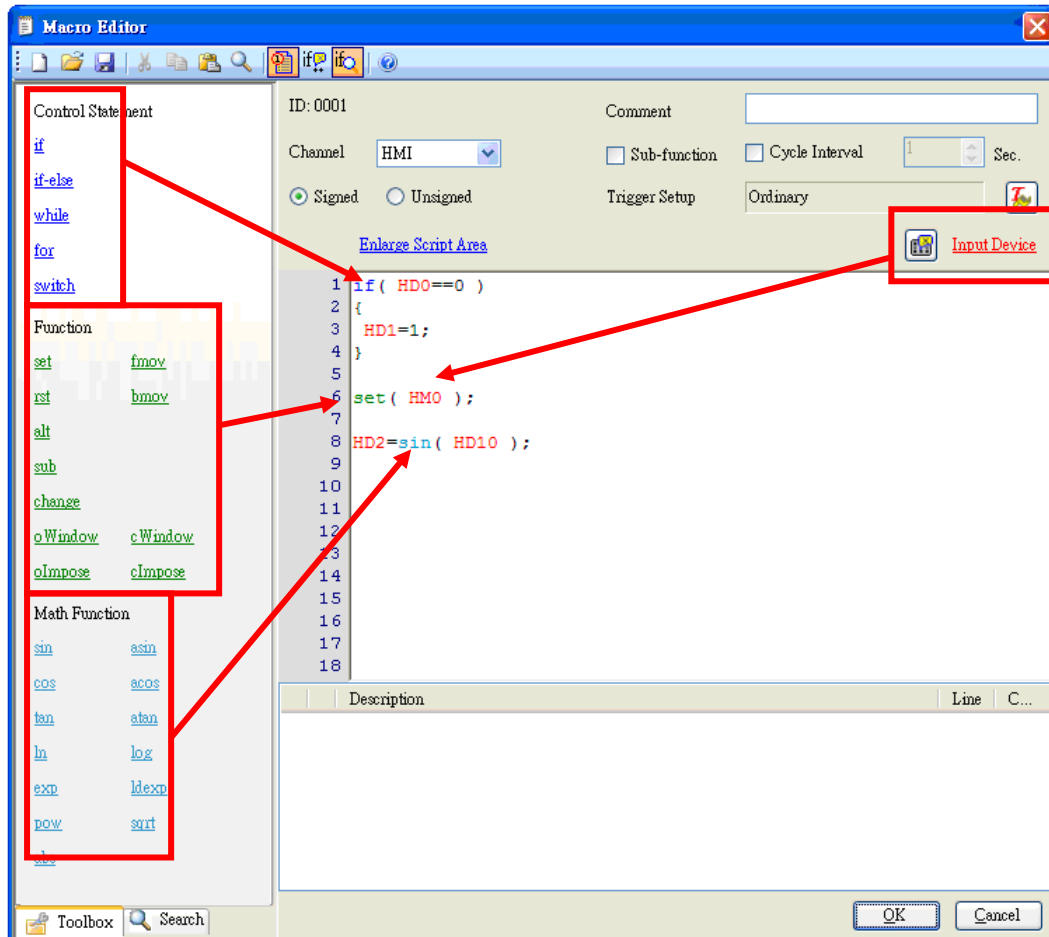 Macro Editor
Control Statement
if
if-else
while
for
switch
Function
set fmov
rst bmov
alt
sub
change
oWindow cWindow
oImpose cImpose
Math Function
sin asin
cos acos
tan atan
ln log
exp ldexp
pow sqrt
abs
Toolbox Search
ID: 0001 Comment
Channel HMI Sub-function Cycle Interval 1 Sec.
Signed Unsigned Trigger Setup Ordinary
Enlarge Script Area Input Device
1 if( HD0==0 )
2 {
3 HD1=1;
4 }
5
6 set( HM0 );
7
8 HD2=sin( HD10 );
9
10
11
12
13
14
15
16
17
18
Description Line C...
OK Cancel